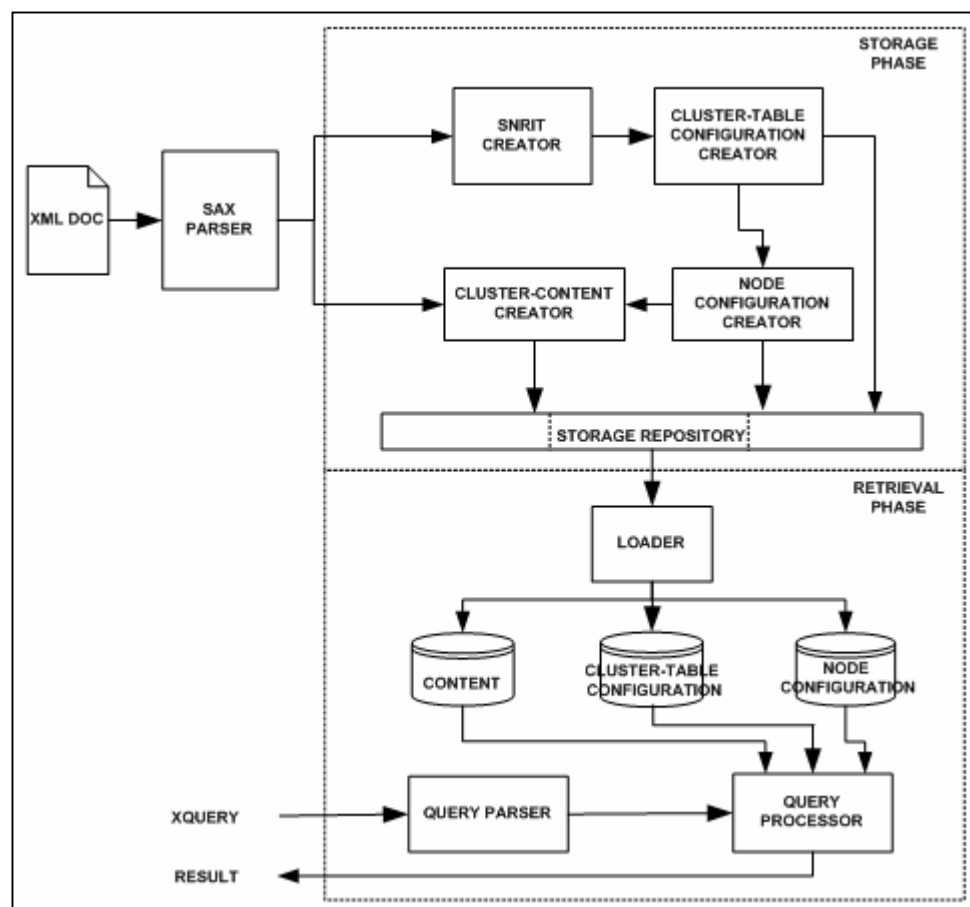 STORAGE
PHASE
SNRIT
CREATOR
CLUSTER-TABLE
CONFIGURATION
CREATOR
XML DOC
SAX
PARSER
CLUSTER-CONTENT
CREATOR
NODE
CONFIGURATION
CREATOR
STORAGE REPOSITORY
RETRIEVAL
PHASE
LOADER
CONTENT
CLUSTER-TABLE
CONFIGURATION
NODE
CONFIGURATION
XQUERY
QUERY PARSER
QUERY
PROCESSOR
RESULT